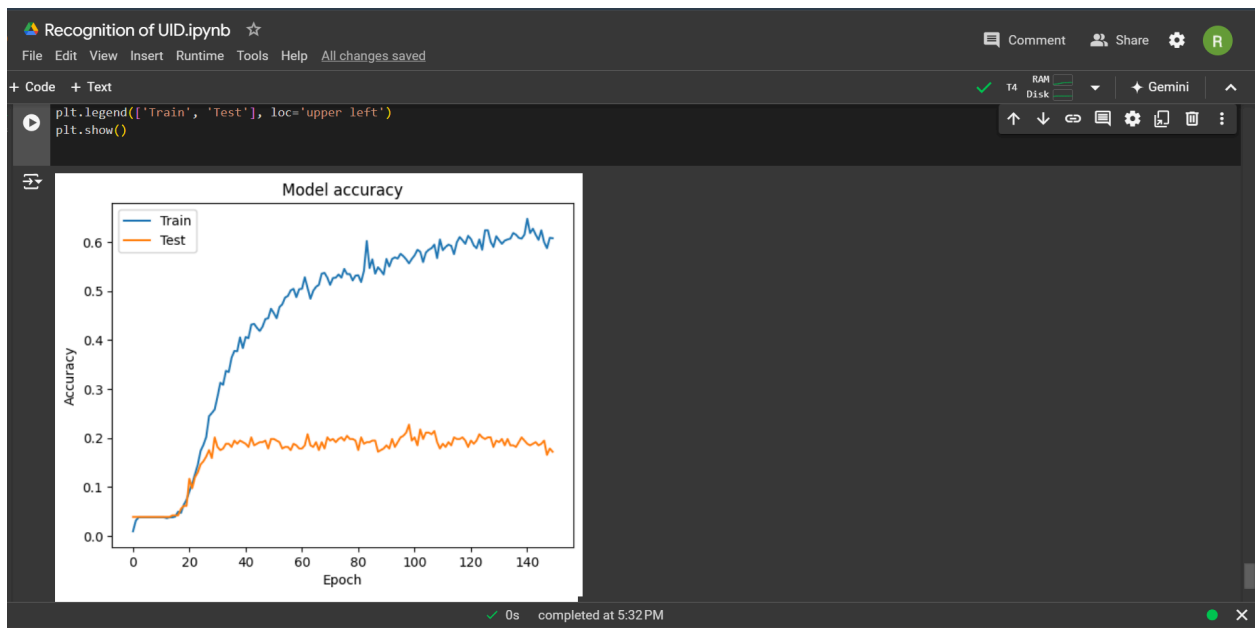 Recognition of UID.ipynb
Comment
Share
R
File Edit View Insert Runtime Tools Help All changes saved
+ Code + Text
T4
RAM
Disk
Gemini
plt.legend(['Train', 'Test'], loc='upper left')
plt.show()
Model accuracy
Train
Test
Accuracy
0.6
0.5
0.4
0.3
0.2
0.1
0.0
0 20 40 60 80 100 120 140
Epoch
0s completed at 5:32 PM